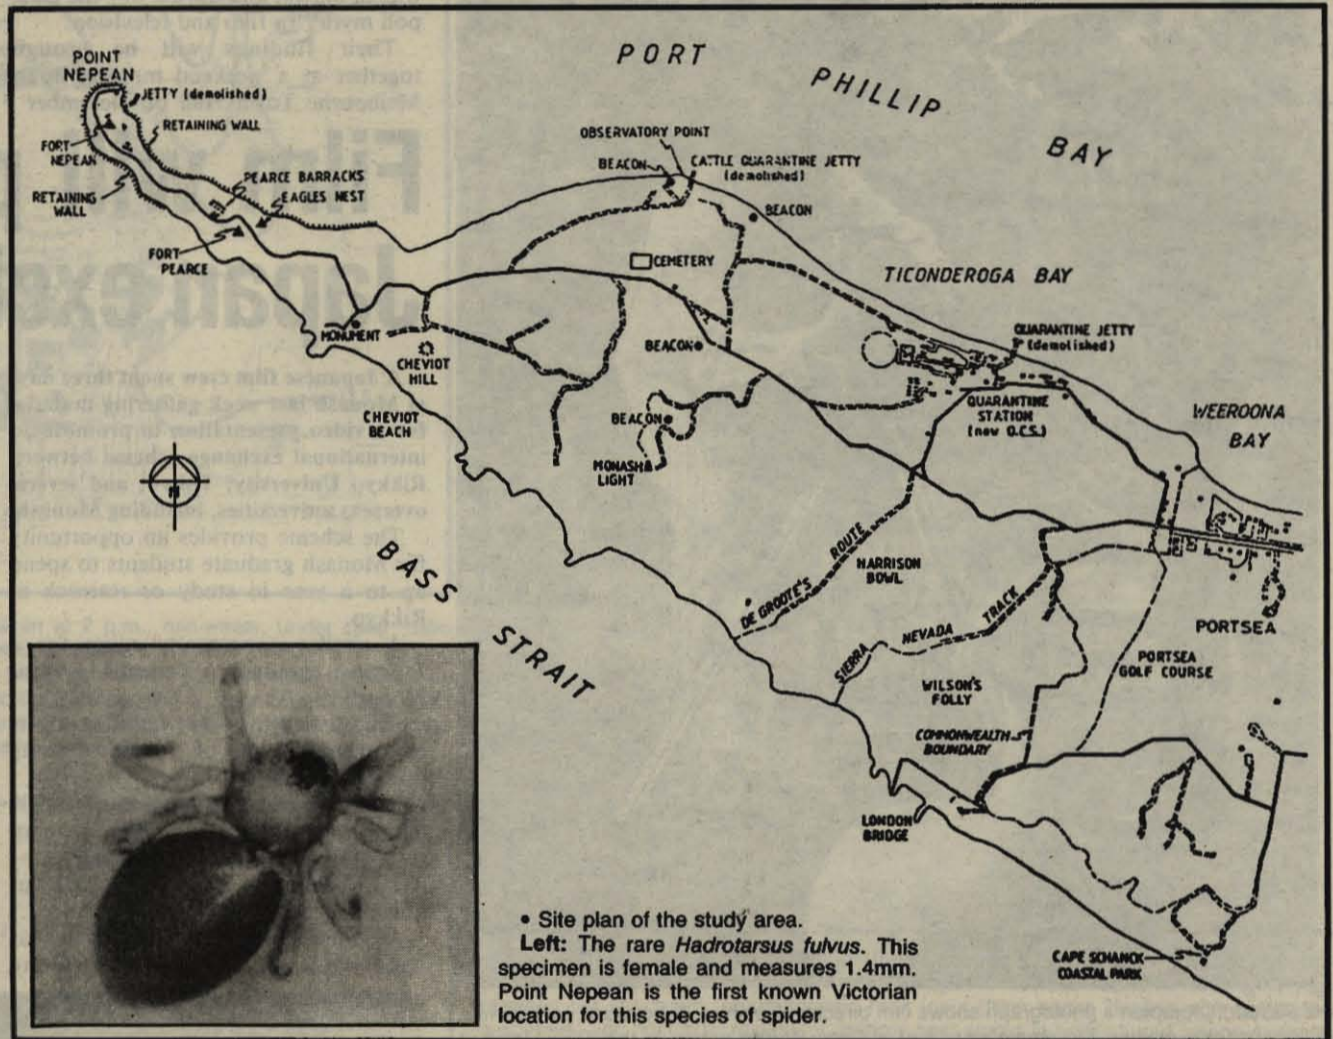 POINT
NEPEAN
JETTY (demolished)
RETAINING WALL
FORT
NEPEAN
RETAINING
WALL
PEARCE BARRACKS
EAGLES NEST
FORT
PEARCE
PORT
PHILLIP
BAY
OBSERVATORY POINT
BEACON
CATTLE QUARANTINE JETTY
(demolished)
BEACON
CEMETERY
TICONDEROGA BAY
MONUMENT
CHEVIOT
HILL
CHEVIOT
BEACH
BEACON
BEACON
MONASH
LIGHT
QUARANTINE JETTY
(demolished)
QUARANTINE
STATION
(now O.C.S.)
WEEROONA
BAY
N
BASS
STRAIT
DE GROOTE'S ROUTE
HARRISON
BOWL
SIERRA NEVADA TRACK
PORTSEA
PORTSEA
GOLF COURSE
WILSON'S
FOLLY
COMMONWEALTH
BOUNDARY
LONDON
BRIDGE
CAPE SCHANCK
COASTAL PARK
• Site plan of the study area.
Left: The rare Hadrotarsus fulvus. This
specimen is female and measures 1.4mm.
Point Nepean is the first known Victorian
location for this species of spider.